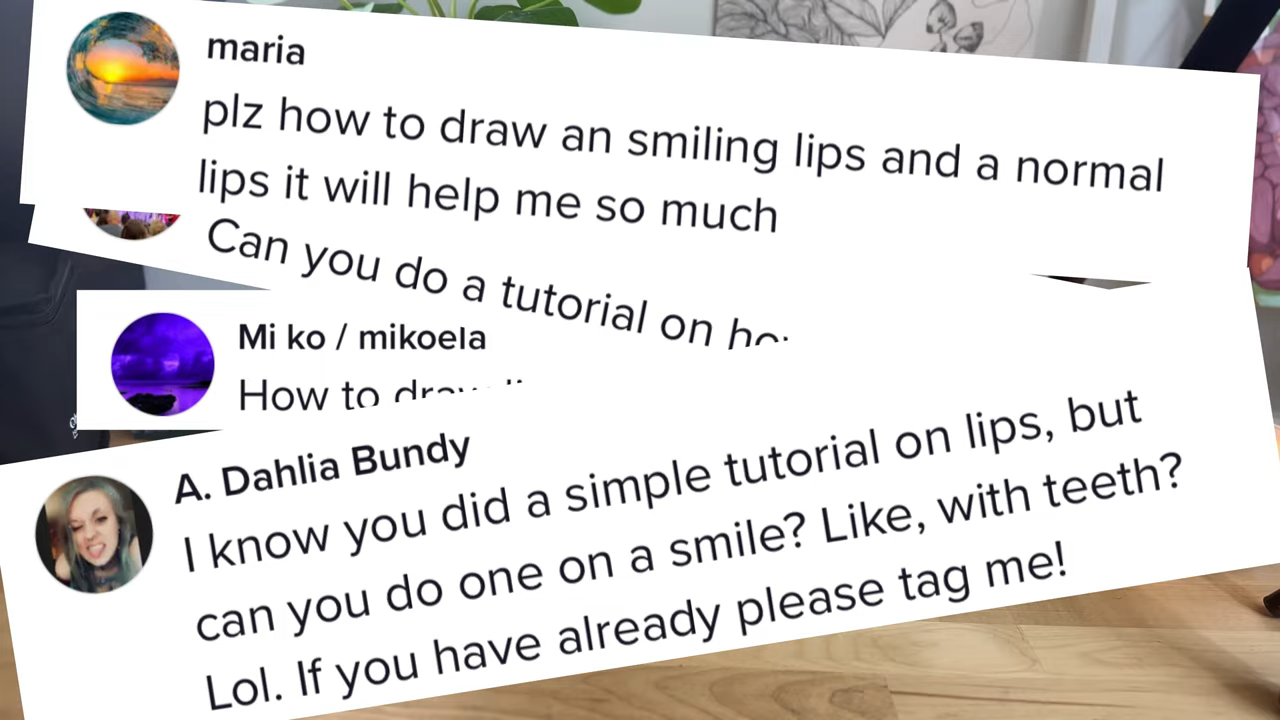 maria
plz how to draw an smiling lips and a normal
lips it will help me so much
Can you do a tutorial on
Mi ko / mikoela
How to
A. Dahlia Bundy
I know you did a simple tutorial on lips, but
can you do one on a smile? Like, with teeth?
Lol. If you have already please tag me!